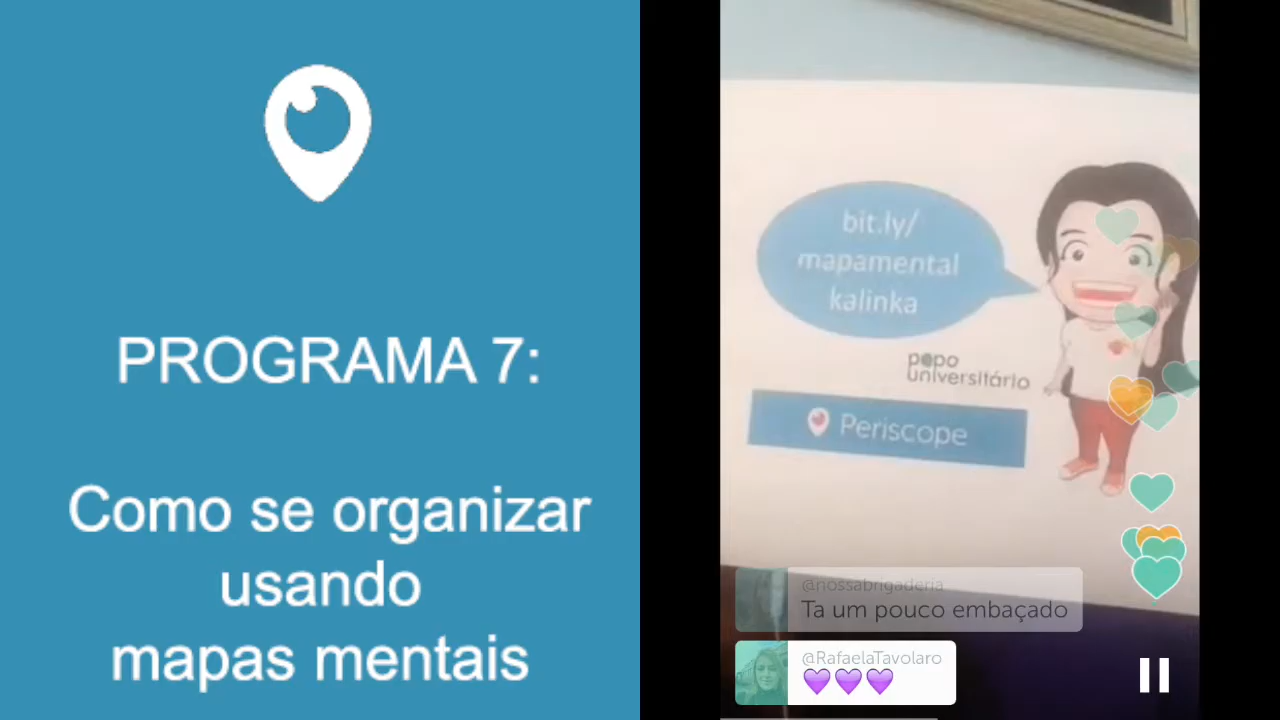 PROGRAMA 7:
Como se organizar
usando
mapas mentais
bit.ly/
mapamental
kalinka
papo
universitário
Periscope
@nossabrigaderia
Ta um pouco embaçado
@RafaelaTavolaro